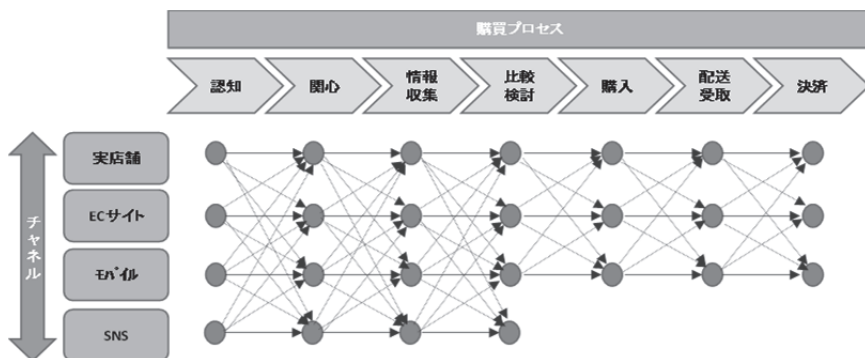 購買プロセス
認知
関心
情報
収集
比較
検討
購入
配送
受取
決済
チャネル
実店舗
ECサイト
モバイル
SNS